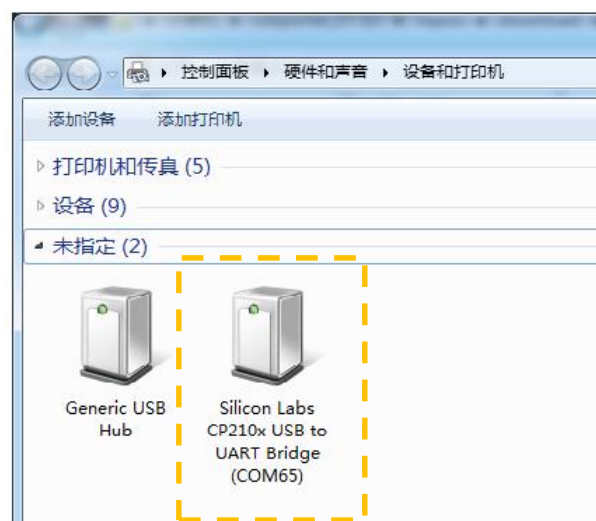 控制面板 硬件和声音 设备和打印机
添加设备 添加打印机
打印机和传真 (5)
设备 (9)
未指定 (2)
Generic USB
Hub
Silicon Labs
CP210x USB to
UART Bridge
(COM65)